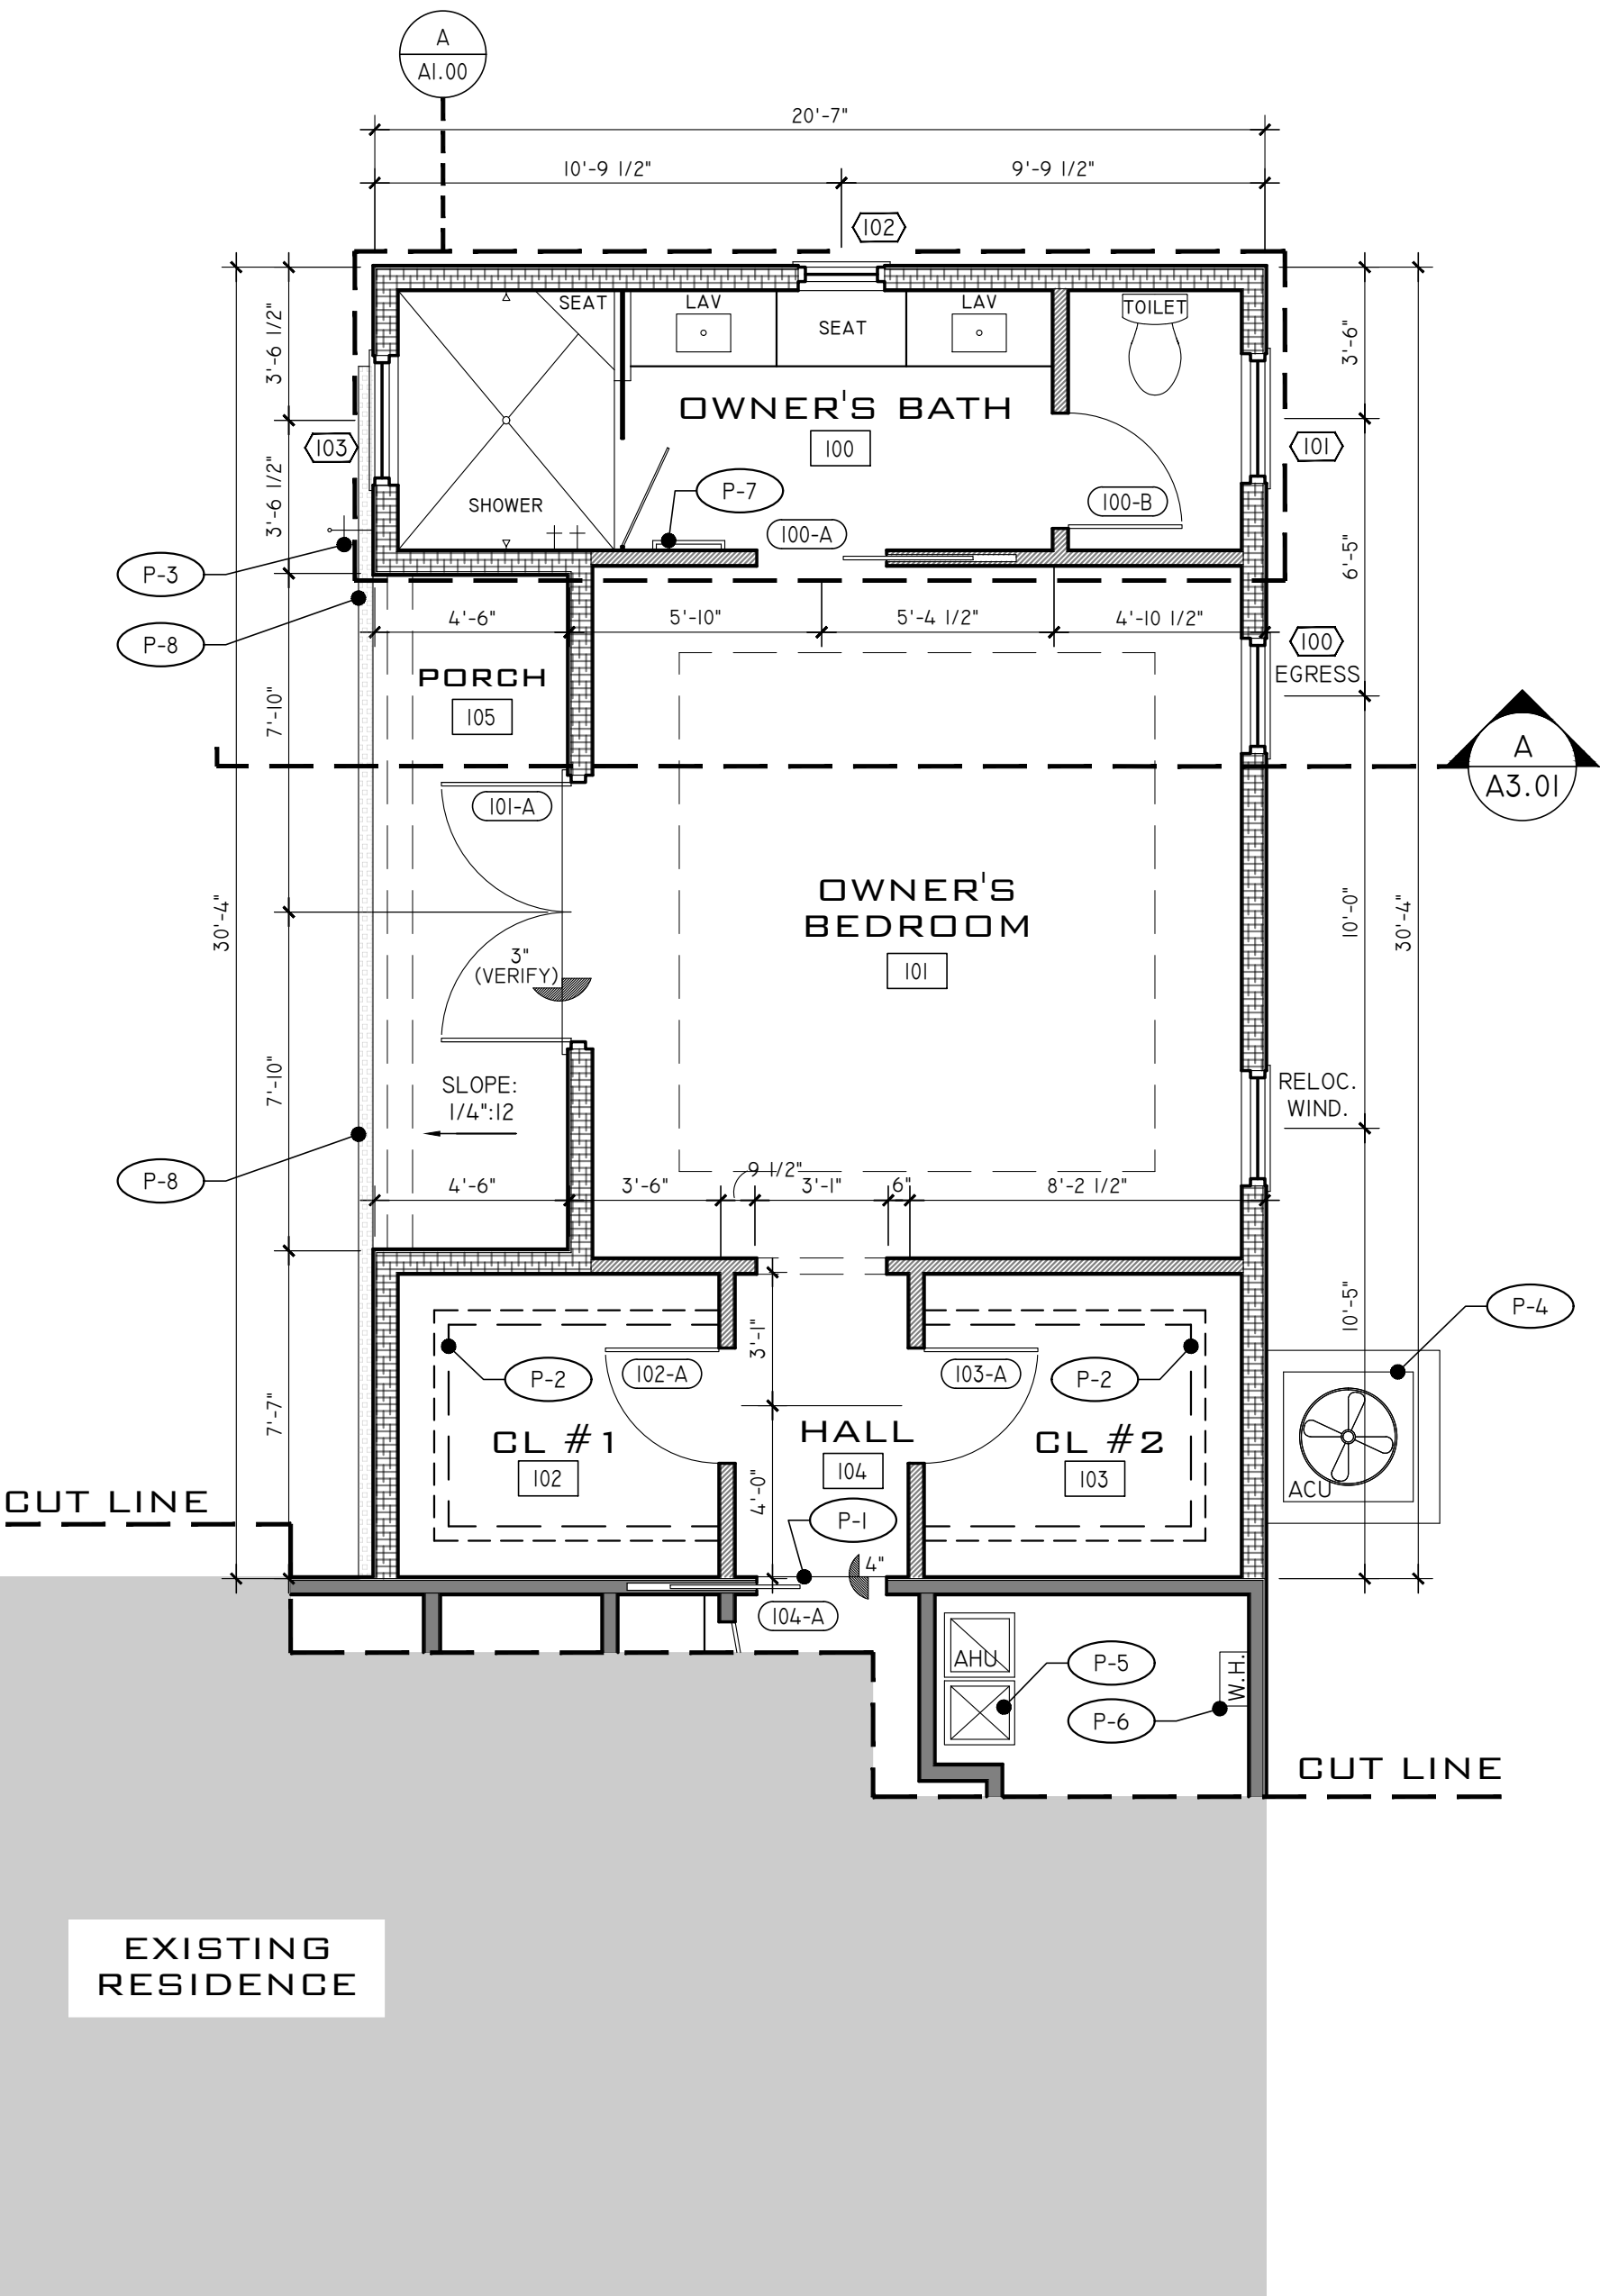 A
A1.00
20'-7"
10'-9 1/2"
9'-9 1/2"
102
SEAT
LAV
SEAT
LAV
TOILET
3'-6 1/2"
3'-6"
OWNER'S BATH
100
103
101
3'-6 1/2"
SHOWER
P-7
100-A
100-B
6'-5"
P-3
P-8
4'-6"
5'-10"
5'-4 1/2"
4'-10 1/2"
100
EGRESS
PORCH
105
7'-10"
A
A3.01
101-A
30'-4"
OWNER'S
BEDROOM
101
10'-0"
30'-4"
3"
(VERIFY)
7'-10"
SLOPE:
1/4":12
RELOC.
WIND.
P-8
4'-6"
3'-6"
9 1/2"
3'-1"
6"
8'-2 1/2"
10'-5"
P-4
3'-1"
P-2
102-A
103-A
P-2
7'-7"
CL #1
102
HALL
104
CL #2
103
4'-0"
ACU
CUT LINE
P-1
4"
104-A
AHU
P-5
W.H.
P-6
CUT LINE
EXISTING
RESIDENCE